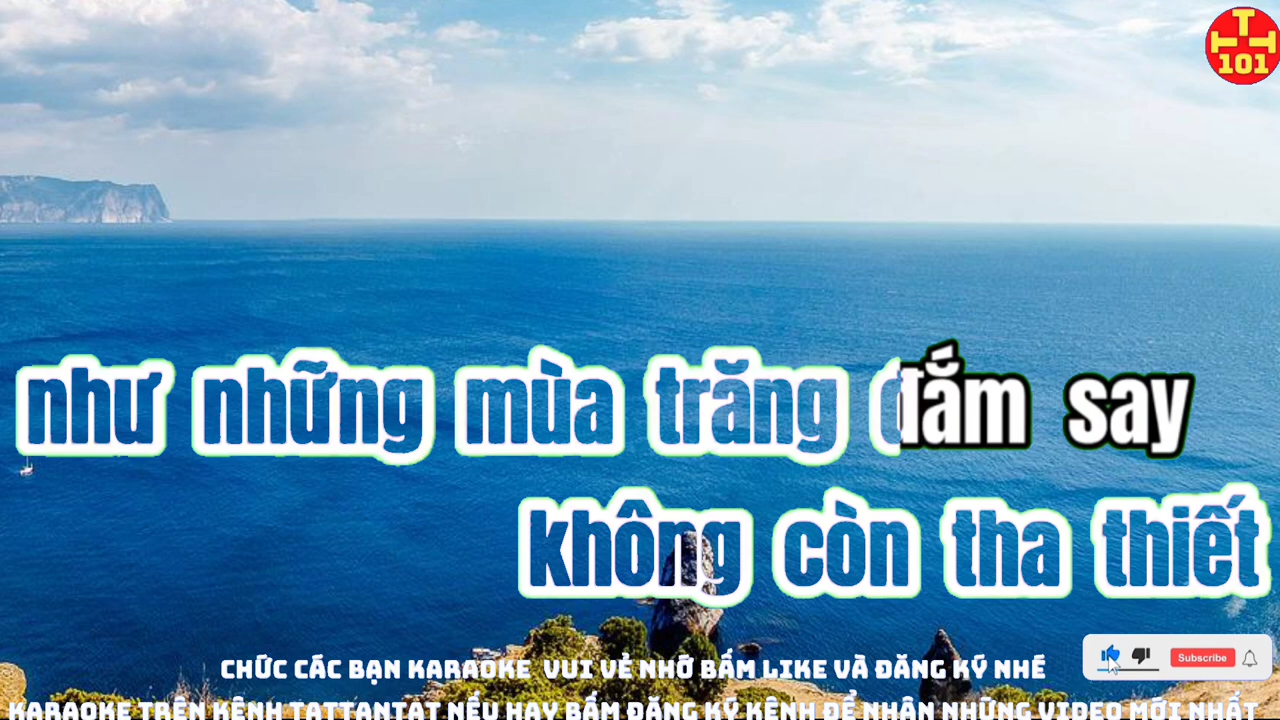 TTT
101
như những mùa trăng đắm say
không còn tha thiết
Subscribe
CHỨC CÁC BẠN KARAOKE VUI VẺ NHỚ BẤM LIKE VÀ ĐĂNG KÝ NHÉ
KARAOKE TRÊN KÊNH TATTANTAT NẾU HAY BẤM ĐĂNG KÝ KÊNH ĐỂ NHẬN NHỮNG VIDEO MỚI NHẤT